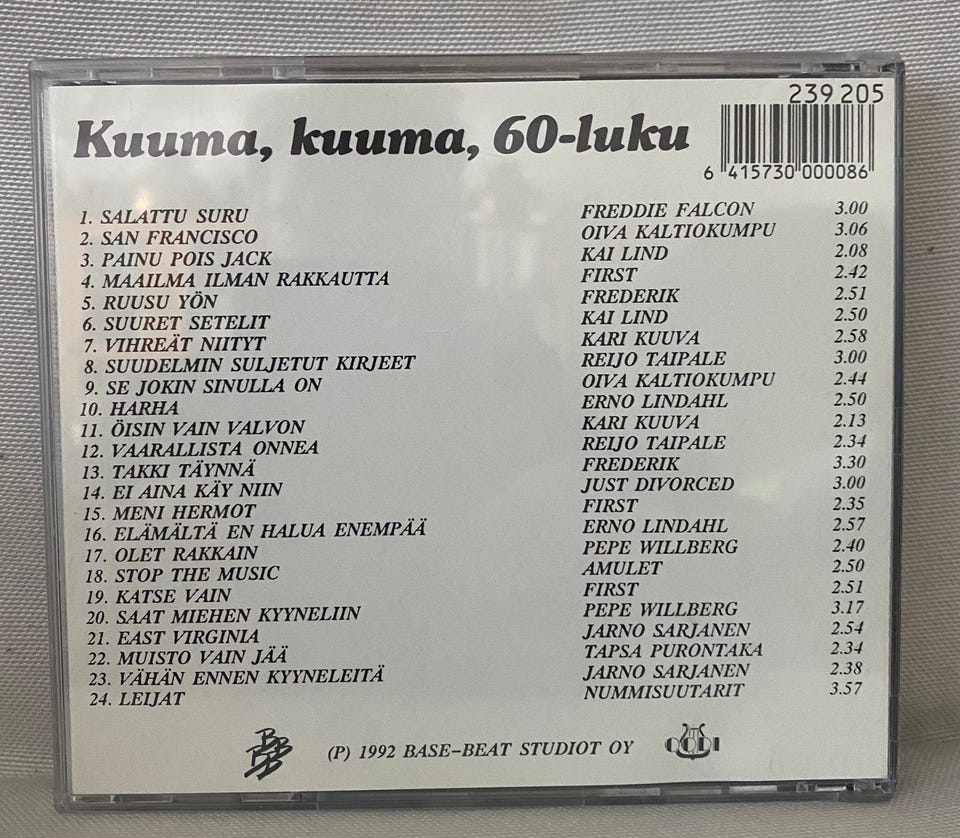 239 205
Kuuma, kuuma, 60-luku
6 415730 000086
1. SALATTU SURU FREDDIE FALCON 3.00
2. SAN FRANCISCO OIVA KALTIOKUMPU 3.06
3. PAINU POIS JACK KAI LIND 2.08
4. MAAILMA ILMAN RAKKAUTTA FIRST 2.42
5. RUUSU YÖN FREDERIK 2.51
6. SUURET SETELIT KAI LIND 2.50
7. VIHREÄT NIITYT KARI KUUVA 2.58
8. SUUDELMIN SULJETUT KIRJEET REIJO TAIPALE 3.00
9. SE JOKIN SINULLA ON OIVA KALTIOKUMPU 2.44
10. HARHA ERNO LINDAHL 2.50
11. ÖISIN VAIN VALVON KARI KUUVA 2.13
12. VAARALLISTA ONNEA REIJO TAIPALE 2.34
13. TAKKI TÄYNNÄ FREDERIK 3.30
14. EI AINA KÄY NIIN JUST DIVORCED 3.00
15. MENI HERMOT FIRST 2.35
16. ELÄMÄLTÄ EN HALUA ENEMPÄÄ ERNO LINDAHL 2.57
17. OLET RAKKAIN PEPE WILLBERG 2.40
18. STOP THE MUSIC AMULET 2.50
19. KATSE VAIN FIRST 2.51
20. SAAT MIEHEN KYYNELIIN PEPE WILLBERG 3.17
21. EAST VIRGINIA JARNO SARJANEN 2.54
22. MUISTO VAIN JÄÄ TAPSA PURONTAKA 2.34
23. VÄHÄN ENNEN KYYNELEITÄ JARNO SARJANEN 2.38
24. LEIJAT NUMMISUUTARIT 3.57
(P) 1992 BASE-BEAT STUDIOT OY